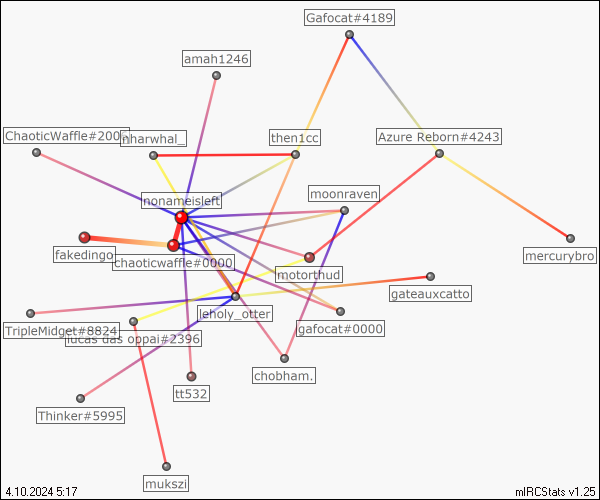 Gafocat#4189
amah1246
ChaoticWaffle#200
nharwhal_
then1cc
Azure Reborn#4243
nonameisleft
moonraven
fakedingo
chaoticwaffle#0000
motorthud
mercurybro
gateauxcatto
TripleMidget#8824
jeholy_otter
gafocat#0000
lucas das oppai#2396
chobham.
tt532
Thinker#5995
mukszi
4.10.2024 5:17
mIRCStats v1.25